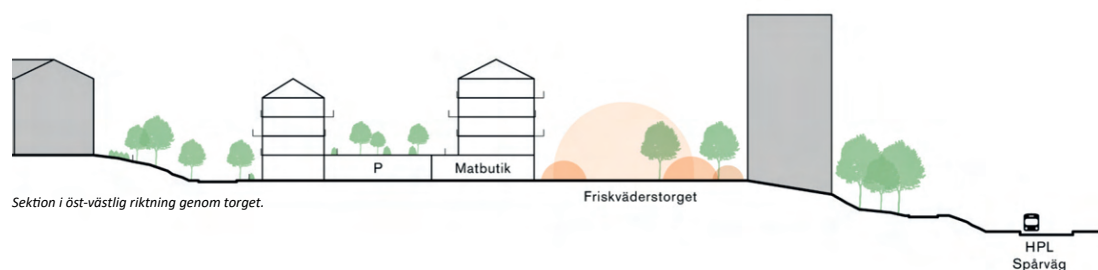 P
Matbutik
Friskväderstorget
Sektion i öst-västlig riktning genom torget.
HPL
Spårväg